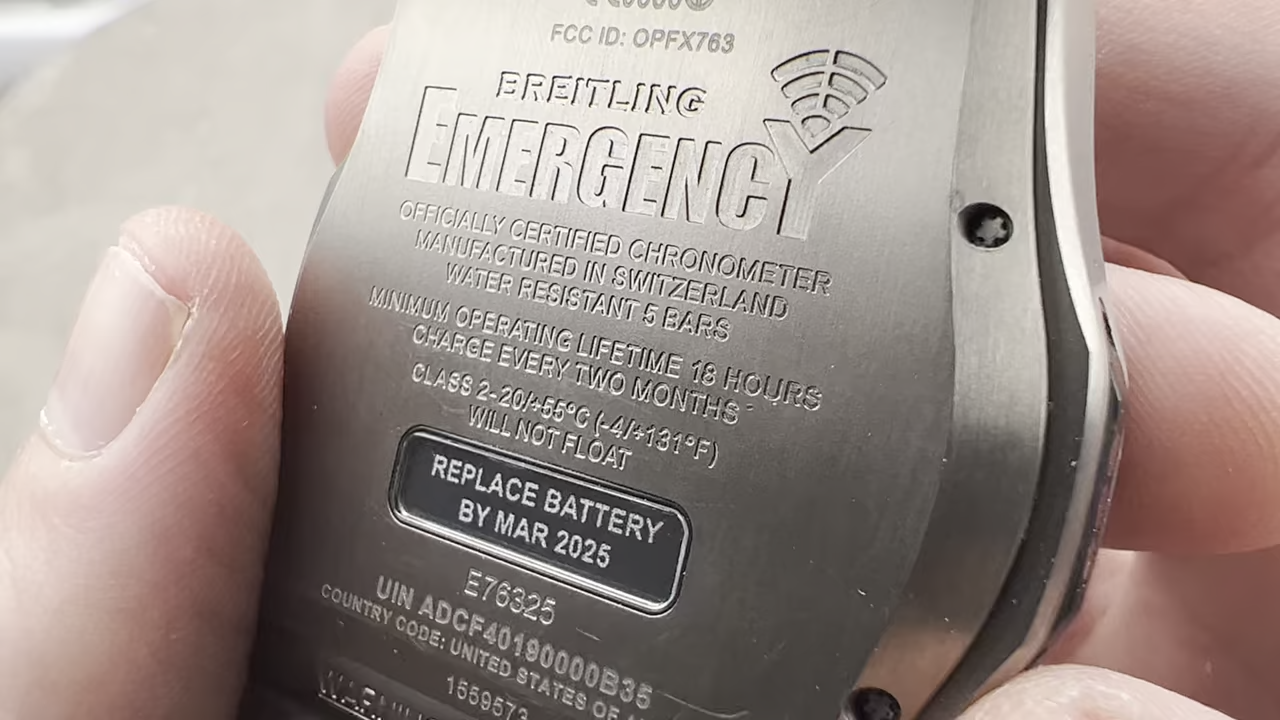 FCC ID: OPFX763
BREITLING
EMERGENCY
OFFICIALLY CERTIFIED CHRONOMETER
MANUFACTURED IN SWITZERLAND
WATER RESISTANT 5 BARS
MINIMUM OPERATING LIFETIME 18 HOURS
CHARGE EVERY TWO MONTHS
CLASS 2-20/+55°C (-4/+131°F)
WILL NOT FLOAT
REPLACE BATTERY
BY MAR 2025
E76325
UIN ADCF40190000B35
COUNTRY CODE: UNITED STATES OF
1559573